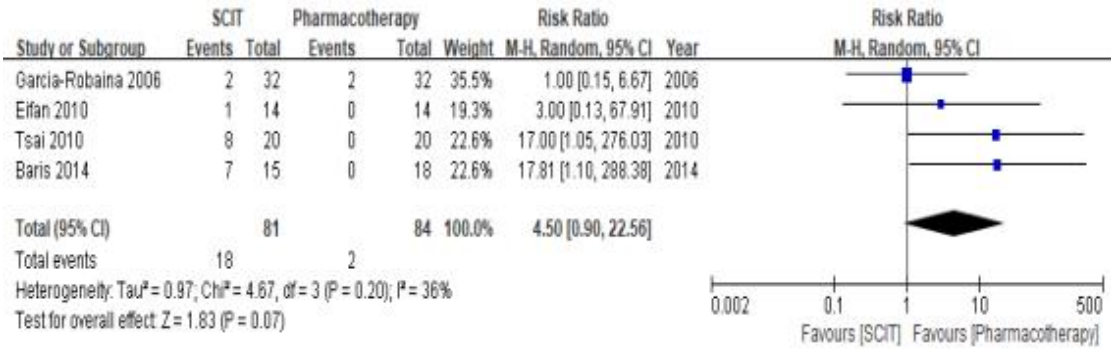 SCIT Pharmacotherapy Risk Ratio Risk Ratio
Study or Subgroup Events Total Events Total Weight M-H, Random, 95% CI Year M-H, Random, 95% CI
Garcia-Robaina 2006 2 32 2 32 35.5% 1.00 [0.15, 6.67] 2006
Eifan 2010 1 14 0 14 19.3% 3.00 [0.13, 67.91] 2010
Tsai 2010 8 20 0 20 22.6% 17.00 [1.05, 276.03] 2010
Baris 2014 7 15 0 18 22.6% 17.81 [1.10, 288.38] 2014
Total (95% CI) 81 84 100.0% 4.50 [0.90, 22.56]
Total events 18 2
Heterogeneity: Tau² = 0.97; Chi² = 4.67, df = 3 (P = 0.20); I² = 36%
Test for overall effect: Z = 1.83 (P = 0.07)
0.002 0.1 1 10 500
Favours [SCIT] Favours [Pharmacotherapy]